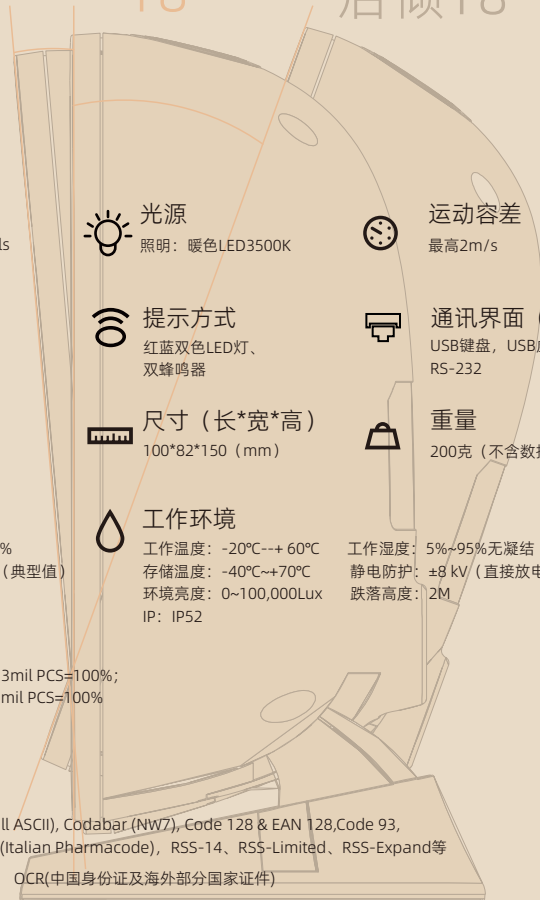 后倾18
光源
照明：暖色LED3500K
运动容差
最高2m/s
提示方式
红蓝双色LED灯、
双蜂鸣器
通讯界面（
USB键盘，USB
RS-232
尺寸（长*宽*高）
100*82*150（mm）
重量
200克（不含数
工作环境
工作温度：-20℃--+ 60℃
工作湿度：5%~95%无凝结
存储温度：-40℃~+70℃
静电防护：±8 kV（直接放电
环境亮度：0~100,000Lux
跌落高度：2M
IP：IP52
%
（典型值）
3mil PCS=100%；
mil PCS=100%
ll ASCII), Codabar (NW7), Code 128 & EAN 128,Code 93,
(Italian Pharmacode)，RSS-14、RSS-Limited、RSS-Expand等
OCR(中国身份证及海外部分国家证件)